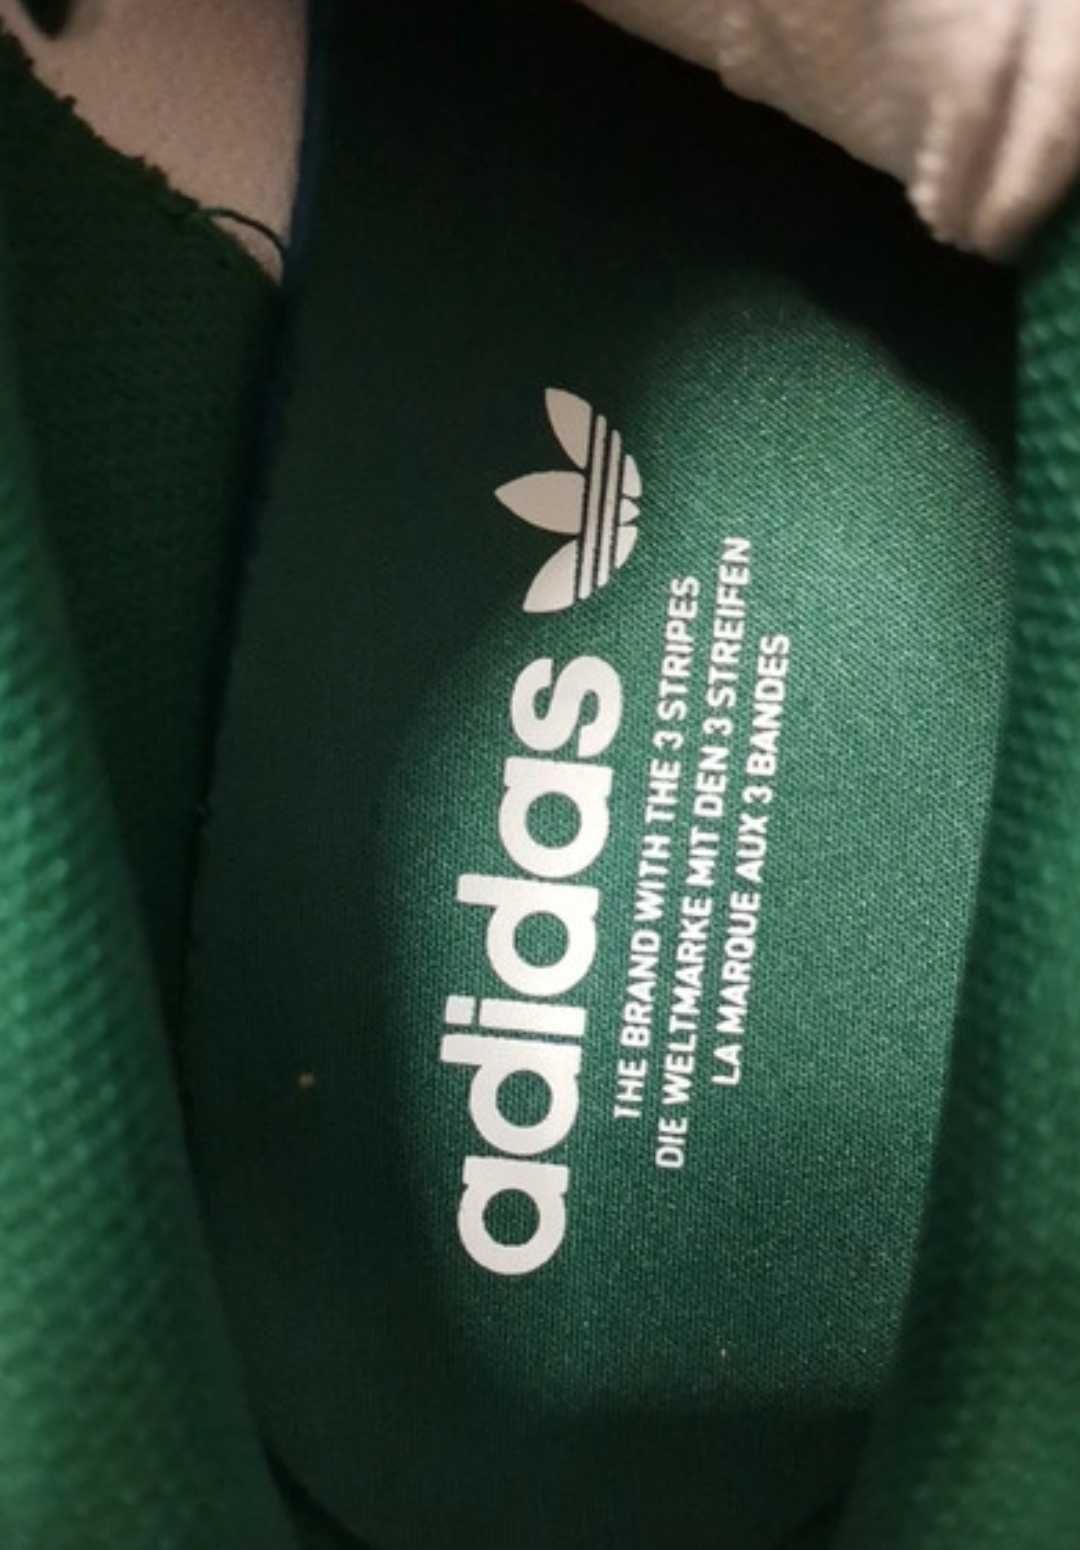 adidas
THE BRAND WITH THE 3 STRIPES
DIE WELTMARKE MIT DEN 3 STREIFEN
LA MARQUE AUX 3 BANDES